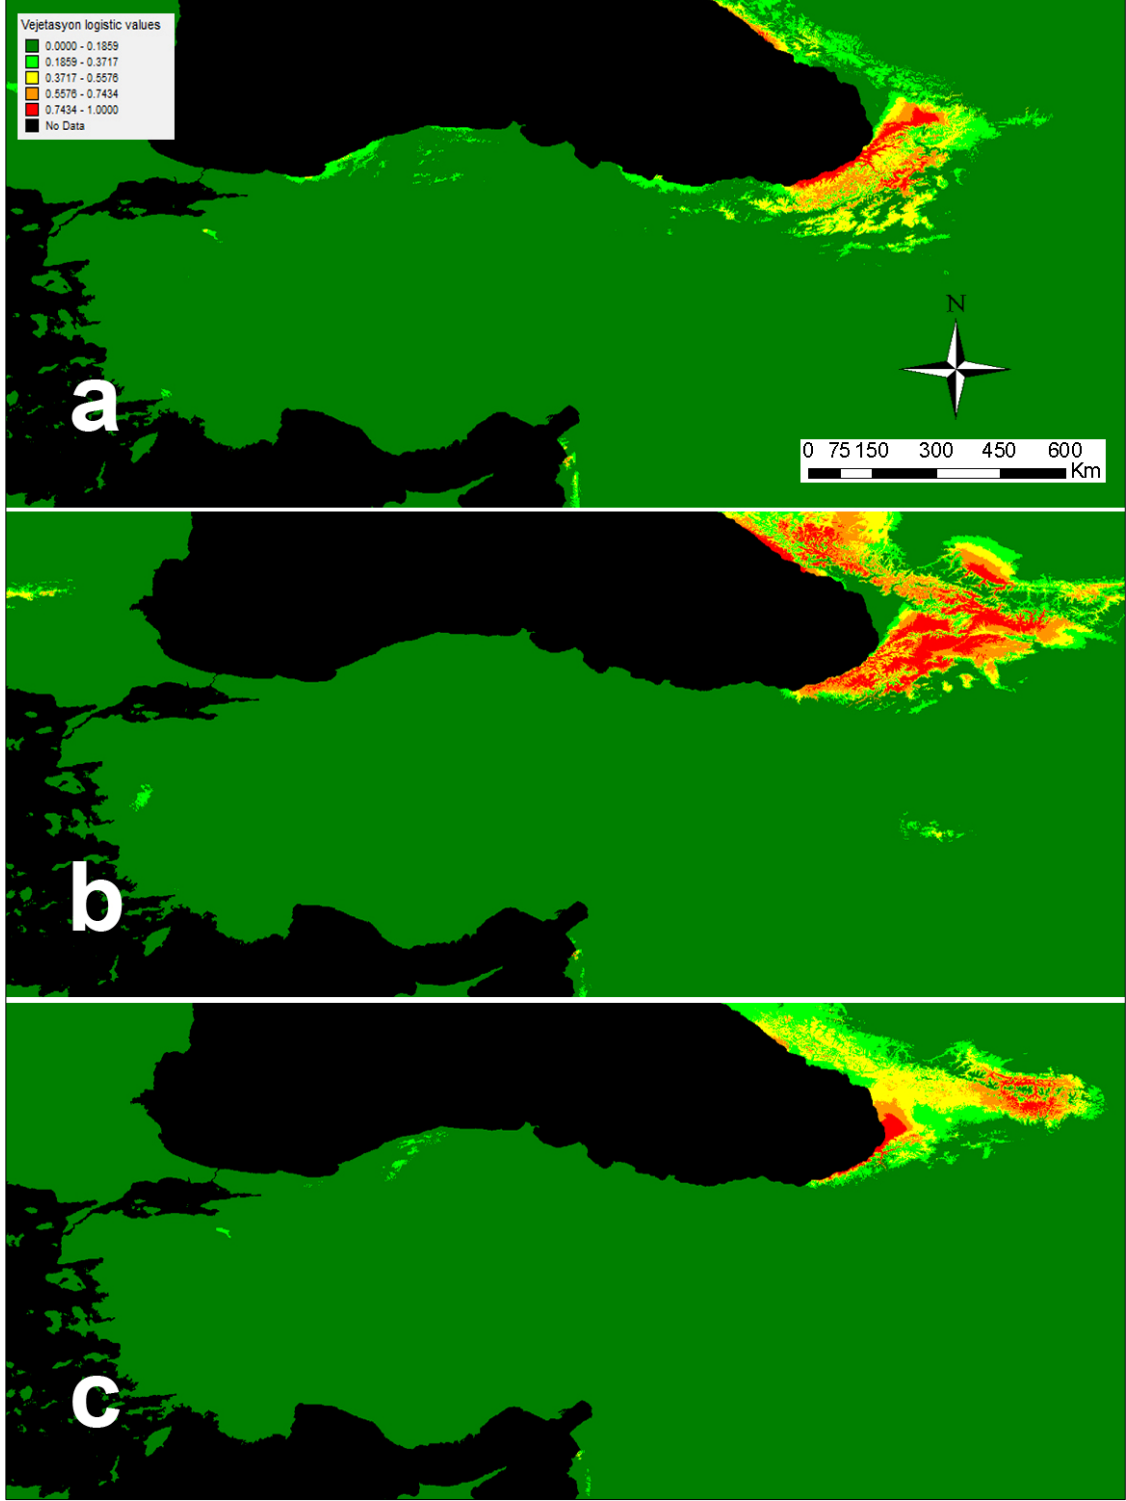 Vejetasyon logistic values
0.0000 - 0.1859
0.1859 - 0.3717
0.3717 - 0.5576
0.5576 - 0.7434
0.7434 - 1.0000
No Data
N
a
0 75 150 300 450 600
Km
b
c